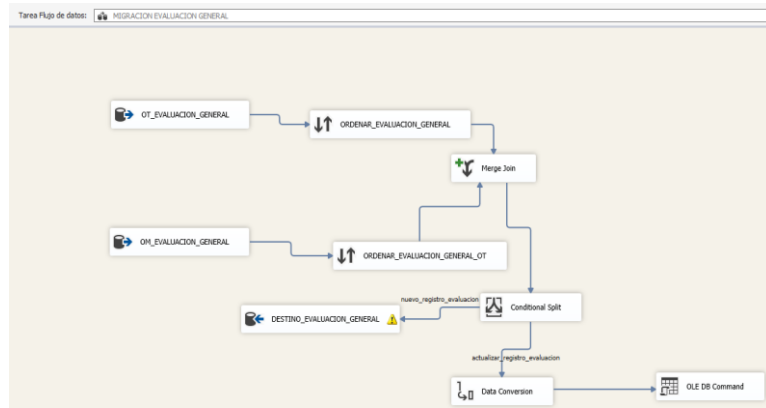 Tarea Flujo de datos: MIGRACION EVALUACION GENERAL
OT_EVALUACION_GENERAL
ORDENAR_EVALUACION_GENERAL
Merge Join
OM_EVALUACION_GENERAL
ORDENAR_EVALUACION_GENERAL_OT
nuevo_registro_evaluacion
Conditional Split
DESTINO_EVALUACION_GENERAL
actualizar_registro_evaluacion
Data Conversion
OLE DB Command